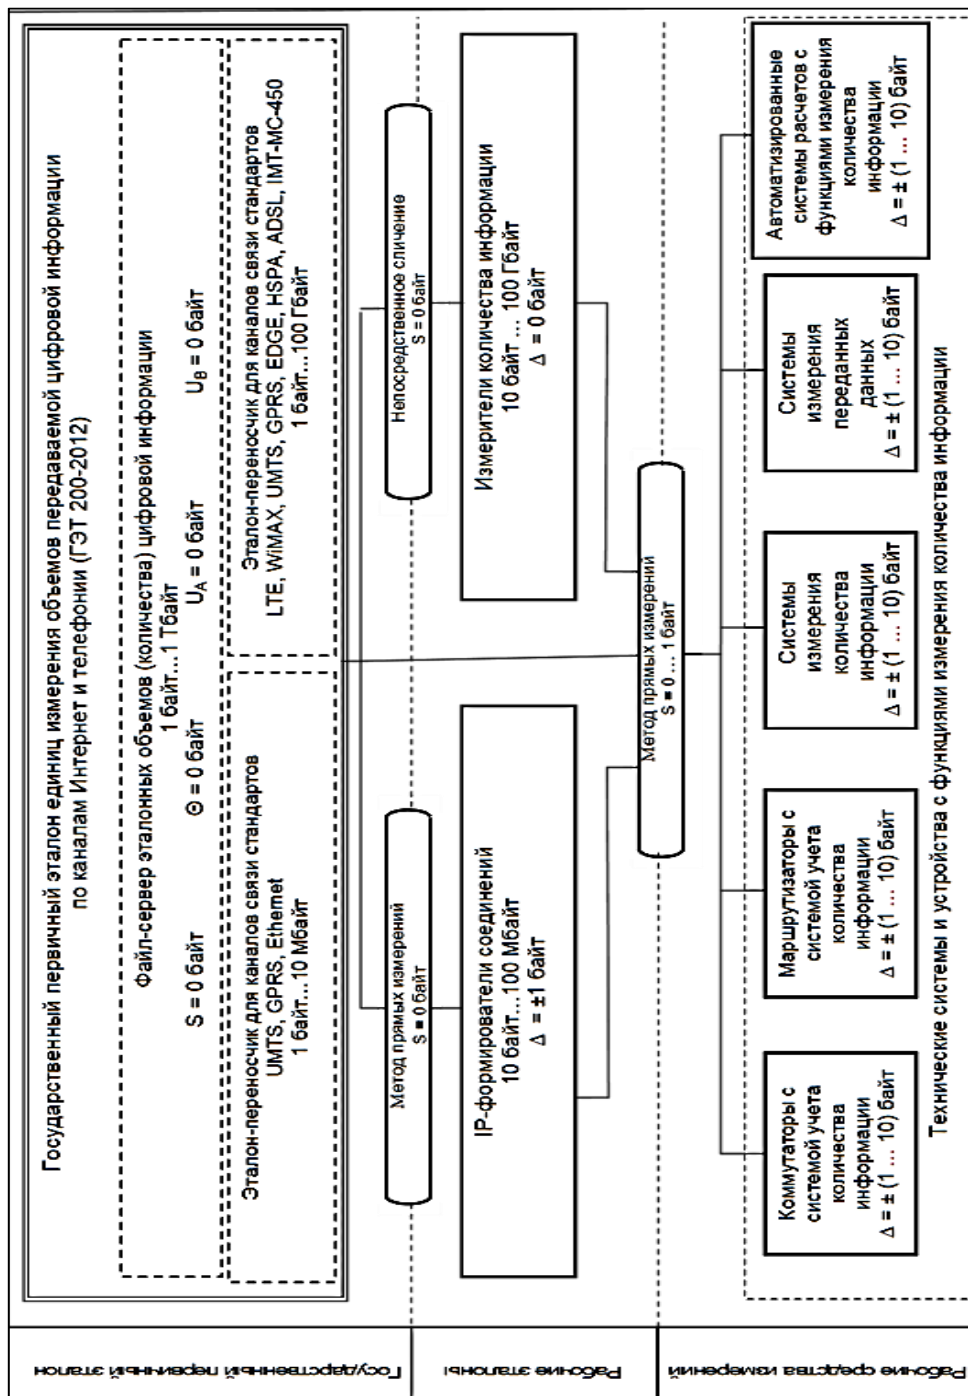 Государственный первичный эталон единиц измерения объемов передаваемой цифровой информации
по каналам Интернет и телефонии (ГЭТ 200-2012)
Файл-сервер эталонных объемов (количества) цифровой информации
1 байт...1 Тбайт
S = 0 байт Θ = 0 байт U_A = 0 байт U_B = 0 байт
Эталон-переносчик для каналов связи стандартов
UMTS, GPRS, Ethernet
1 байт...10 Мбайт
Эталон-переносчик для каналов связи стандартов
LTE, WiMAX, UMTS, GPRS, EDGE, HSPA, ADSL, IMT-MC-450
1 байт...100 Гбайт
Метод прямых измерений
S = 0 байт
Непосредственное сличение
S = 0 байт
IP-формирователи соединений
10 байт...100 Мбайт
Δ = ±1 байт
Измерители количества информации
10 байт ... 100 Гбайт
Δ = 0 байт
Метод прямых измерений
S = 0 ... 1 байт
Коммутаторы с
системой учета
количества
информации
Δ = ± (1 ... 10) байт
Маршрутизаторы с
системой учета
количества
информации
Δ = ± (1 ... 10) байт
Системы
измерения
количества
информации
Δ = ± (1 ... 10) байт
Системы
измерения
переданных
данных
Δ = ± (1 ... 10) байт
Автоматизированные
системы расчетов с
функциями измерения
количества
информации
Δ = ± (1 ... 10) байт
Технические системы и устройства с функциями измерения количества информации
Государственный первичный эталон
Рабочие эталоны
Рабочие средства измерений